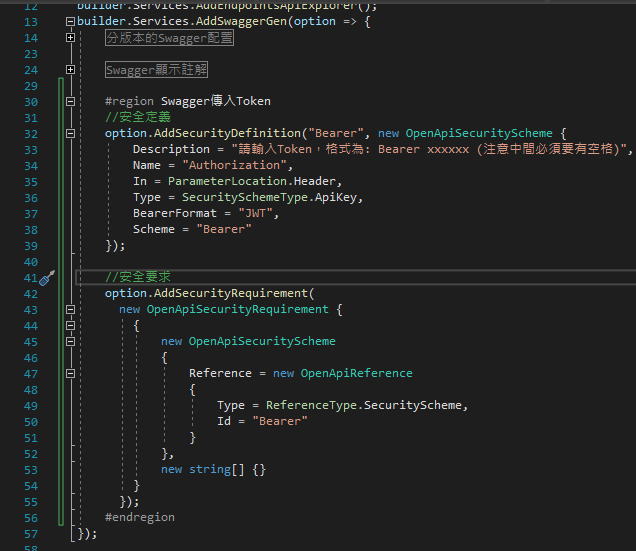 12 builder.Services.AddEndpointsApiExplorer();
13 builder.Services.AddSwaggerGen(option => {
14 分版本的Swagger配置
23
24 Swagger顯示註解
29
30 #region Swagger傳入Token
31 //安全定義
32 option.AddSecurityDefinition("Bearer", new OpenApiSecurityScheme {
33 Description = "請輸入Token，格式為: Bearer xxxxxx (注意中間必須要有空格)",
34 Name = "Authorization",
35 In = ParameterLocation.Header,
36 Type = SecuritySchemeType.ApiKey,
37 BearerFormat = "JWT",
38 Scheme = "Bearer"
39 });
40
41 //安全要求
42 option.AddSecurityRequirement(
43 new OpenApiSecurityRequirement {
44 {
45 new OpenApiSecurityScheme
46 {
47 Reference = new OpenApiReference
48 {
49 Type = ReferenceType.SecurityScheme,
50 Id = "Bearer"
51 }
52 },
53 new string[] {}
54 }
55 });
56 #endregion
57 });
58